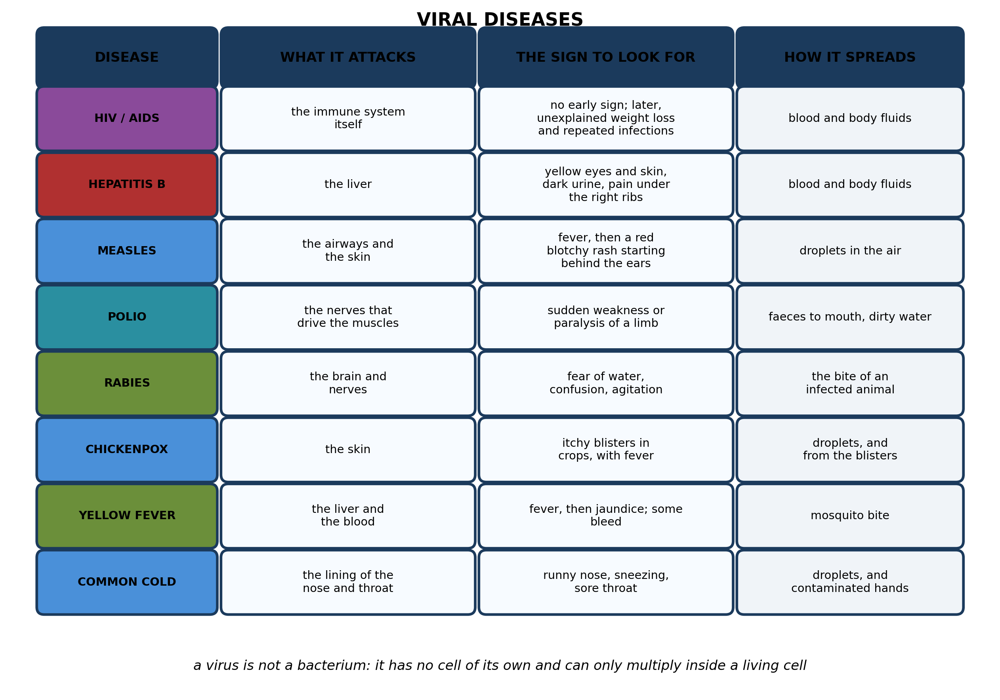 VIRAL DISEASES
DISEASE
WHAT IT ATTACKS
THE SIGN TO LOOK FOR
HOW IT SPREADS
HIV / AIDS
the immune system
itself
no early sign; later,
unexplained weight loss
and repeated infections
blood and body fluids
HEPATITIS B
the liver
yellow eyes and skin,
dark urine, pain under
the right ribs
blood and body fluids
MEASLES
the airways and
the skin
fever, then a red
blotchy rash starting
behind the ears
droplets in the air
POLIO
the nerves that
drive the muscles
sudden weakness or
paralysis of a limb
faeces to mouth, dirty water
RABIES
the brain and
nerves
fear of water,
confusion, agitation
the bite of an
infected animal
CHICKENPOX
the skin
itchy blisters in
crops, with fever
droplets, and
from the blisters
YELLOW FEVER
the liver and
the blood
fever, then jaundice; some
bleed
mosquito bite
COMMON COLD
the lining of the
nose and throat
runny nose, sneezing,
sore throat
droplets, and
contaminated hands
a virus is not a bacterium: it has no cell of its own and can only multiply inside a living cell